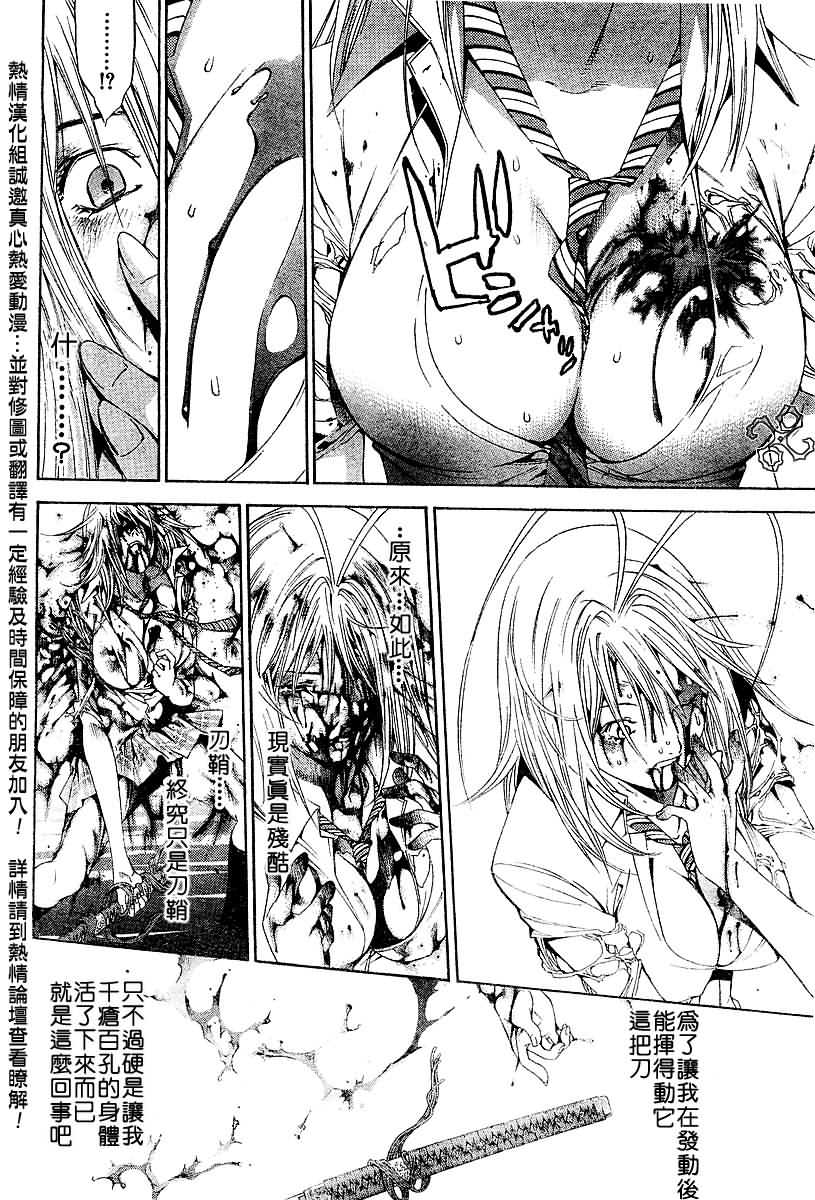 ドギン
………!?
什………？
…原來……如此……
現實真是殘酷
刀鞘……
終究只是刀鞘
為了讓我在發動後
能揮得動它
這把刀
．只不過硬是讓我
千瘡百孔的身體
活了下來而已
就是這麼回事吧
熱情漢化組誠邀真心熱愛動漫…並對修圖或翻譯有一定經驗及時間保障的朋友加入！ 詳情請到熱情論壇查看瞭解！